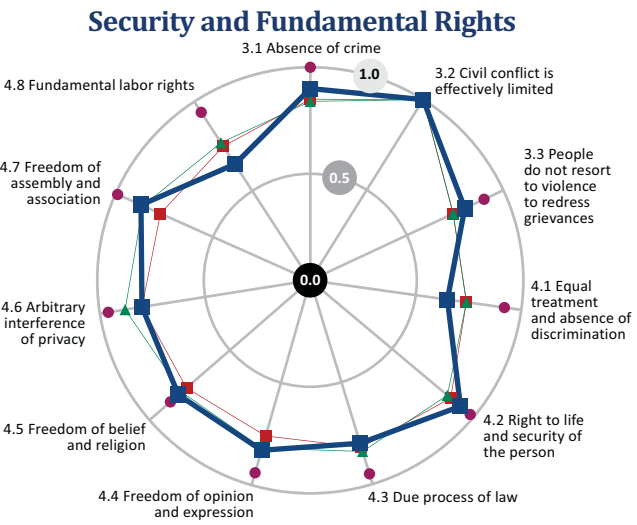 Security and Fundamental Rights
3.1 Absence of crime
1.0
3.2 Civil conflict is
effectively limited
4.8 Fundamental labor rights
3.3 People
do not resort
to violence
to redress
grievances
4.7 Freedom of
assembly and
association
0.5
0.0
4.1 Equal
treatment
and absence of
discrimination
4.6 Arbitrary
interference
of privacy
4.2 Right to life
and security of
the person
4.5 Freedom of belief
and religion
4.4 Freedom of opinion
and expression
4.3 Due process of law